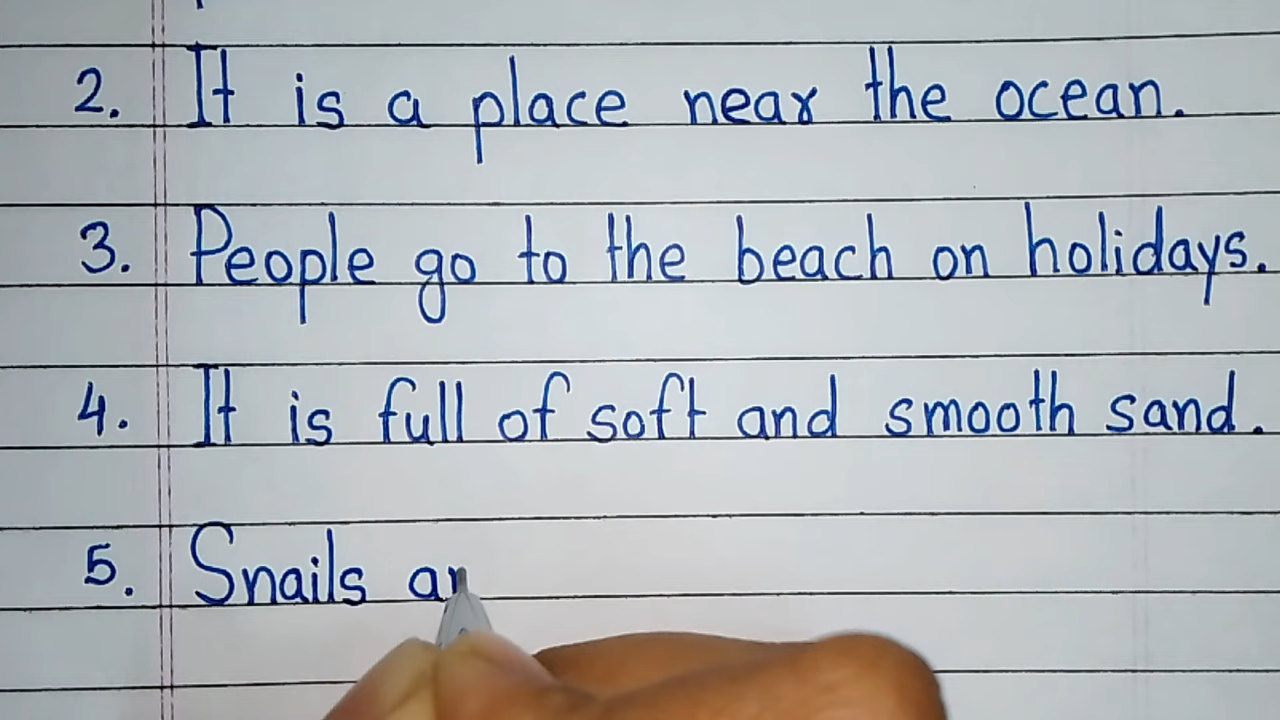 2. It is a place near the ocean.
3. People go to the beach on holidays.
4. It is full of soft and smooth sand.
5. Snails